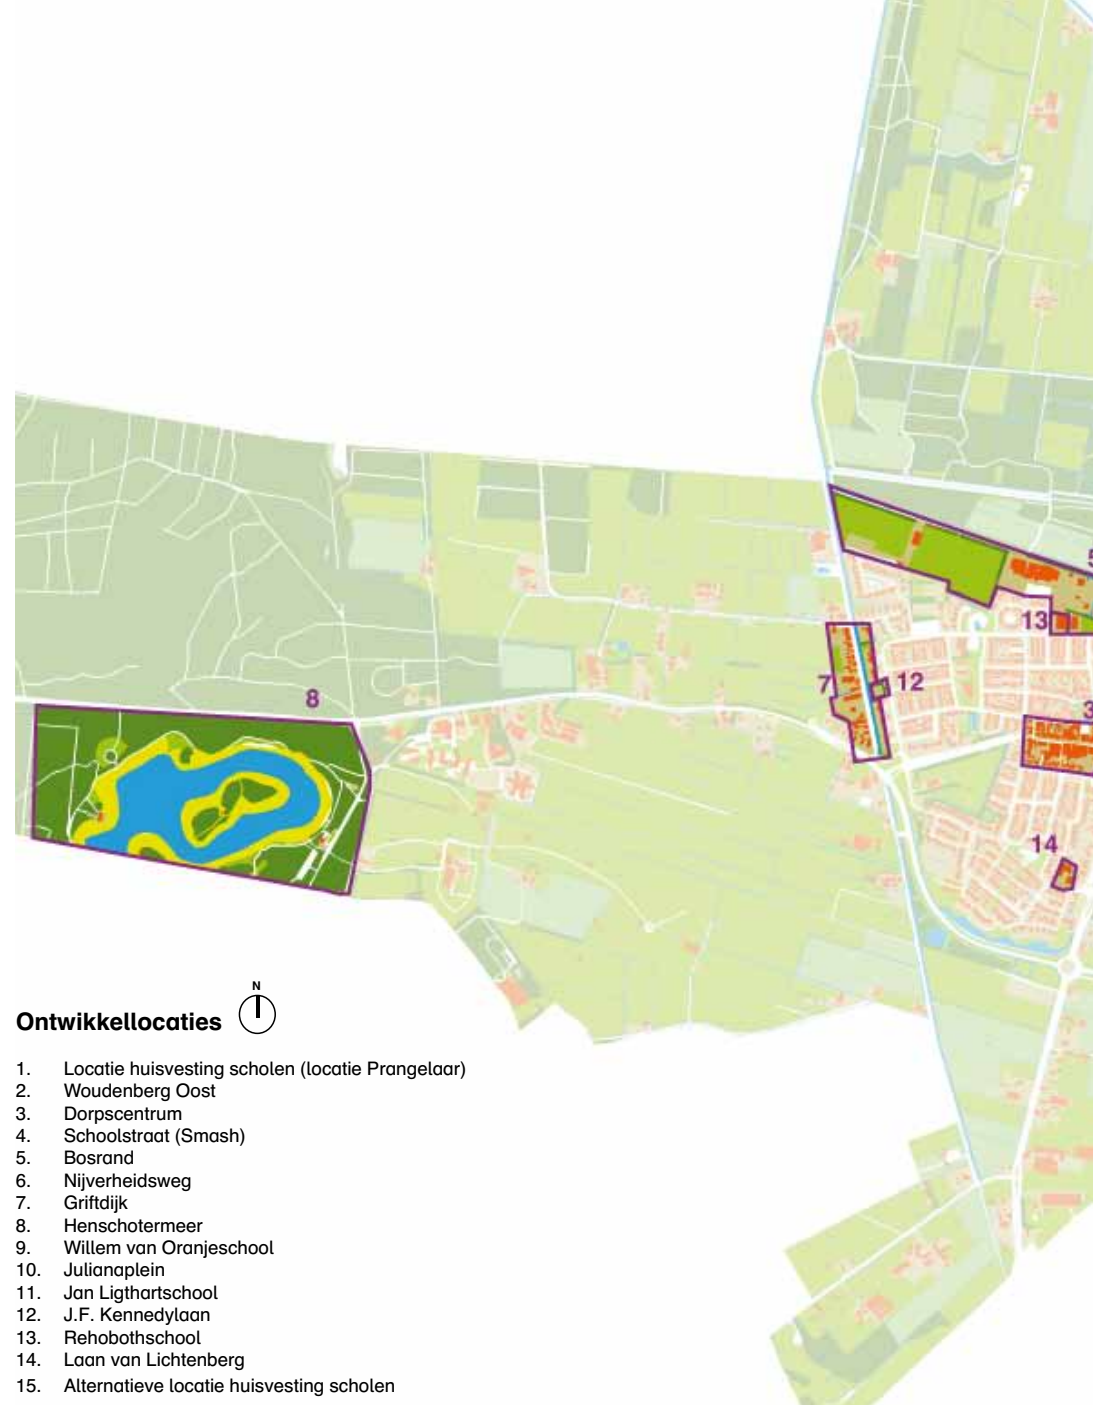 5
13
7
12
8
3
14
N
Ontwikkellocaties
1. Locatie huisvesting scholen (locatie Prangelaar)
2. Woudenberg Oost
3. Dorpscentrum
4. Schoolstraat (Smash)
5. Bosrand
6. Nijverheidsweg
7. Griftdijk
8. Henschotermeer
9. Willem van Oranjeschool
10. Julianaplein
11. Jan Ligthartschool
12. J.F. Kennedylaan
13. Rehobothschool
14. Laan van Lichtenberg
15. Alternatieve locatie huisvesting scholen